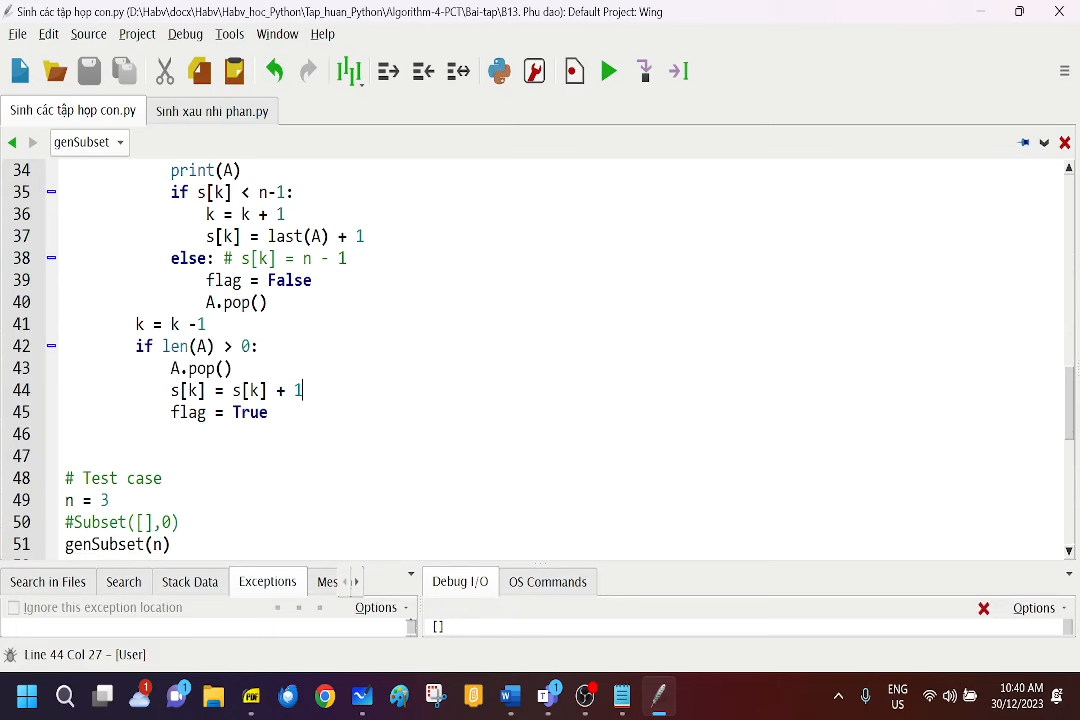 Sinh các tập họp con.py (D:\Habv\docx\Habv\Habv_hoc_Python\Tap_huan_Python\Algorithm-4-PCT\Bai-tap\B13. Phu dao): Default Project: Wing
File Edit Source Project Debug Tools Window Help
Sinh các tập họp con.py Sinh xau nhi phan.py
genSubset
34 print(A)
35 if s[k] < n-1:
36 k = k + 1
37 s[k] = last(A) + 1
38 else: # s[k] = n - 1
39 flag = False
40 A.pop()
41 k = k -1
42 if len(A) > 0:
43 A.pop()
44 s[k] = s[k] + 1
45 flag = True
46
47
48 # Test case
49 n = 3
50 #Subset([],0)
51 genSubset(n)
Search in Files Search Stack Data Exceptions Mes Debug I/O OS Commands
Ignore this exception location Options Options
[]
Line 44 Col 27 – [User]
1 1 1
ENG
US
10:40 AM
30/12/2023